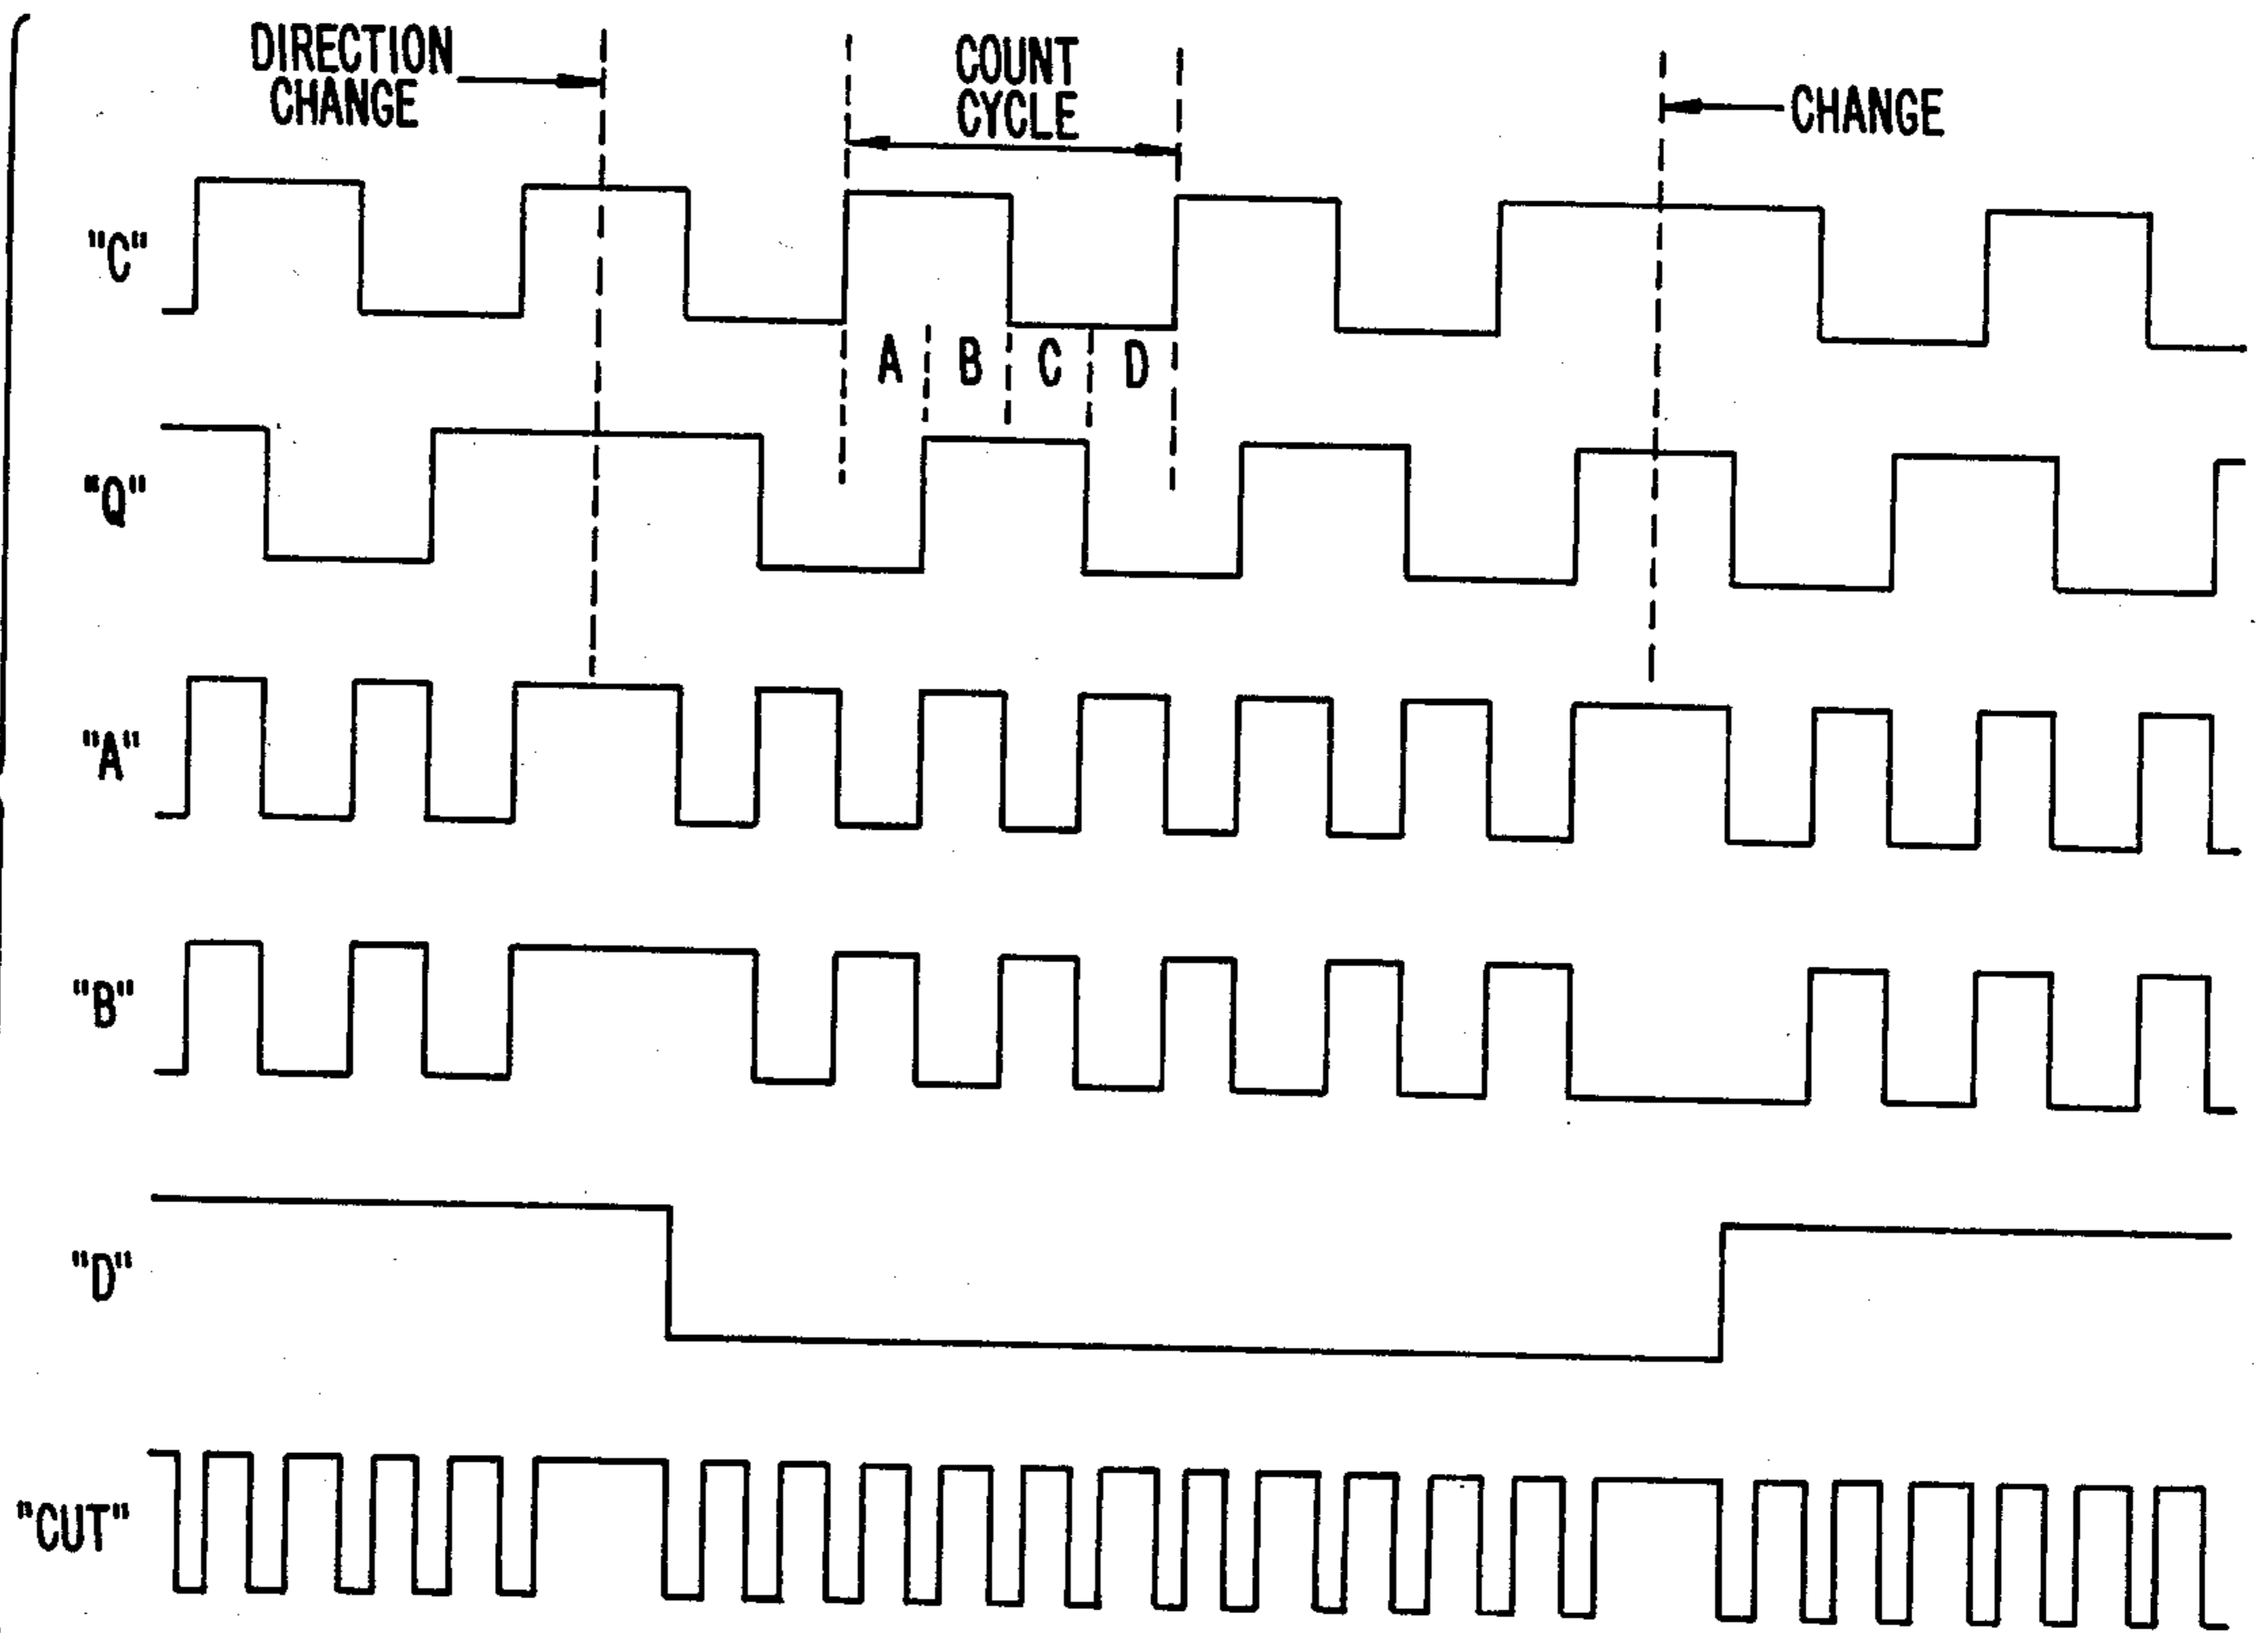 DIRECTION
CHANGE
COUNT
CYCLE
CHANGE
"C"
A B C D
"Q"
"A"
"B"
"D"
"CUT"